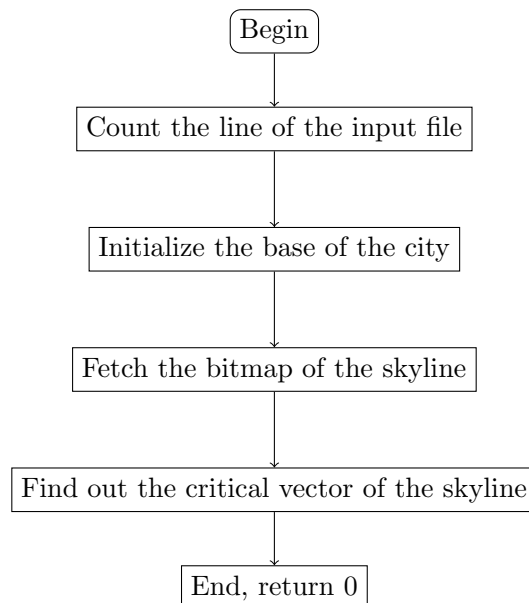 Begin
Count the line of the input file
Initialize the base of the city
Fetch the bitmap of the skyline
Find out the critical vector of the skyline
End, return 0